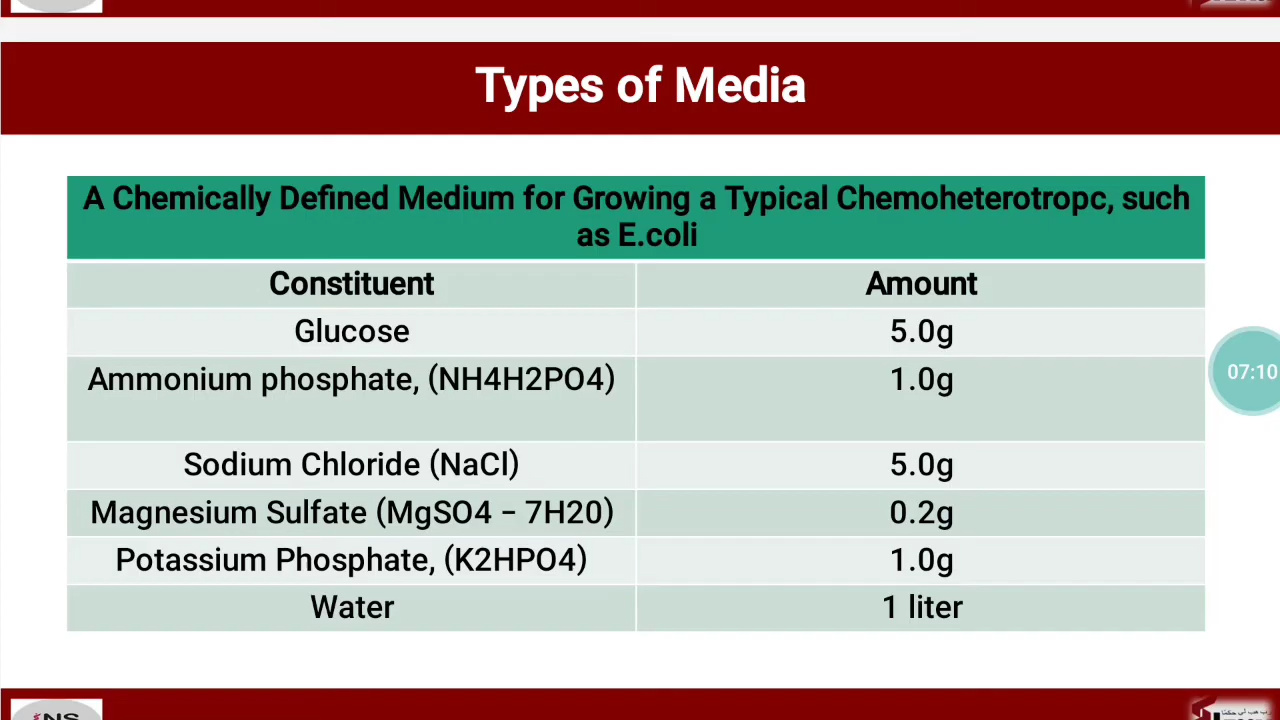 Types of Media
A Chemically Defined Medium for Growing a Typical Chemoheterotropc, such
as E.coli
Constituent Amount
Glucose 5.0g
Ammonium phosphate, (NH4H2PO4) 1.0g
Sodium Chloride (NaCl) 5.0g
Magnesium Sulfate (MgSO4 – 7H20) 0.2g
Potassium Phosphate, (K2HPO4) 1.0g
Water 1 liter
07:10